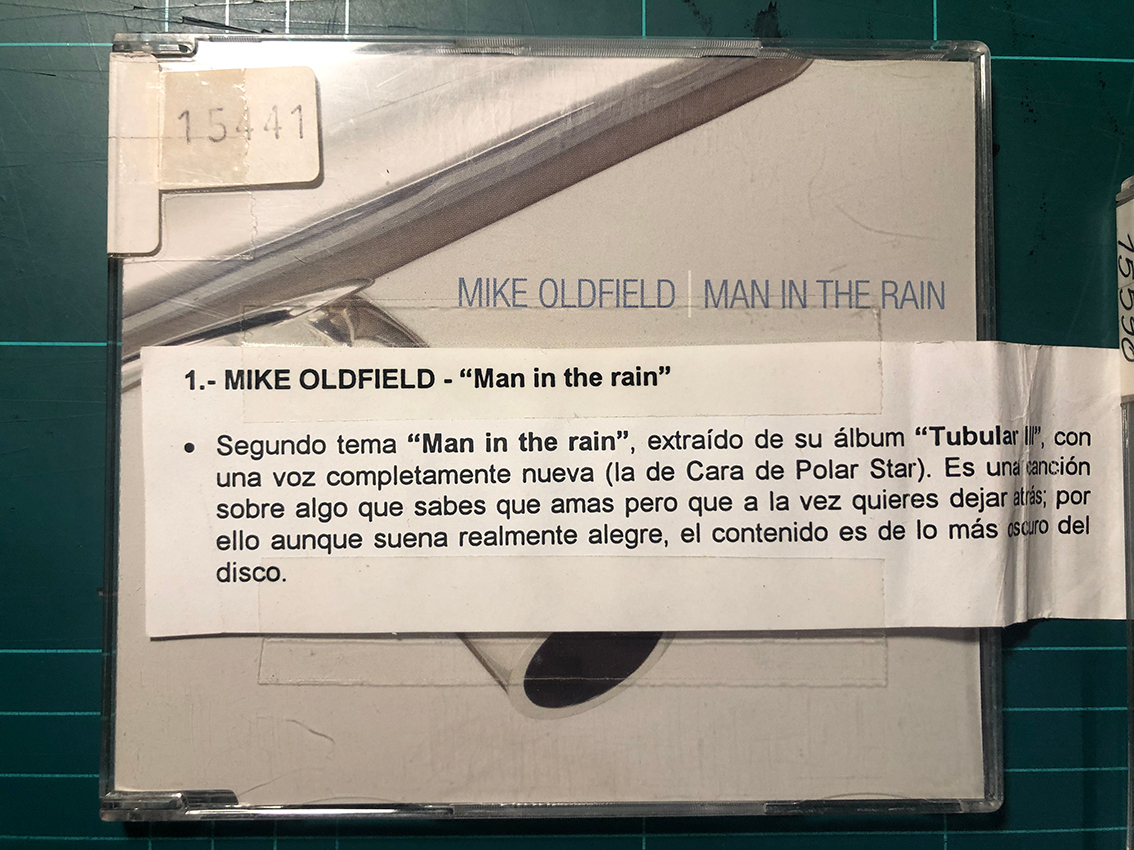 15441
MIKE OLDFIELD | MAN IN THE RAIN
1.- MIKE OLDFIELD - “Man in the rain”
• Segundo tema “Man in the rain”, extraído de su álbum “Tubular III”, con
una voz completamente nueva (la de Cara de Polar Star). Es una canción
sobre algo que sabes que amas pero que a la vez quieres dejar atrás; por
ello aunque suena realmente alegre, el contenido es de lo más oscuro del
disco.
15590